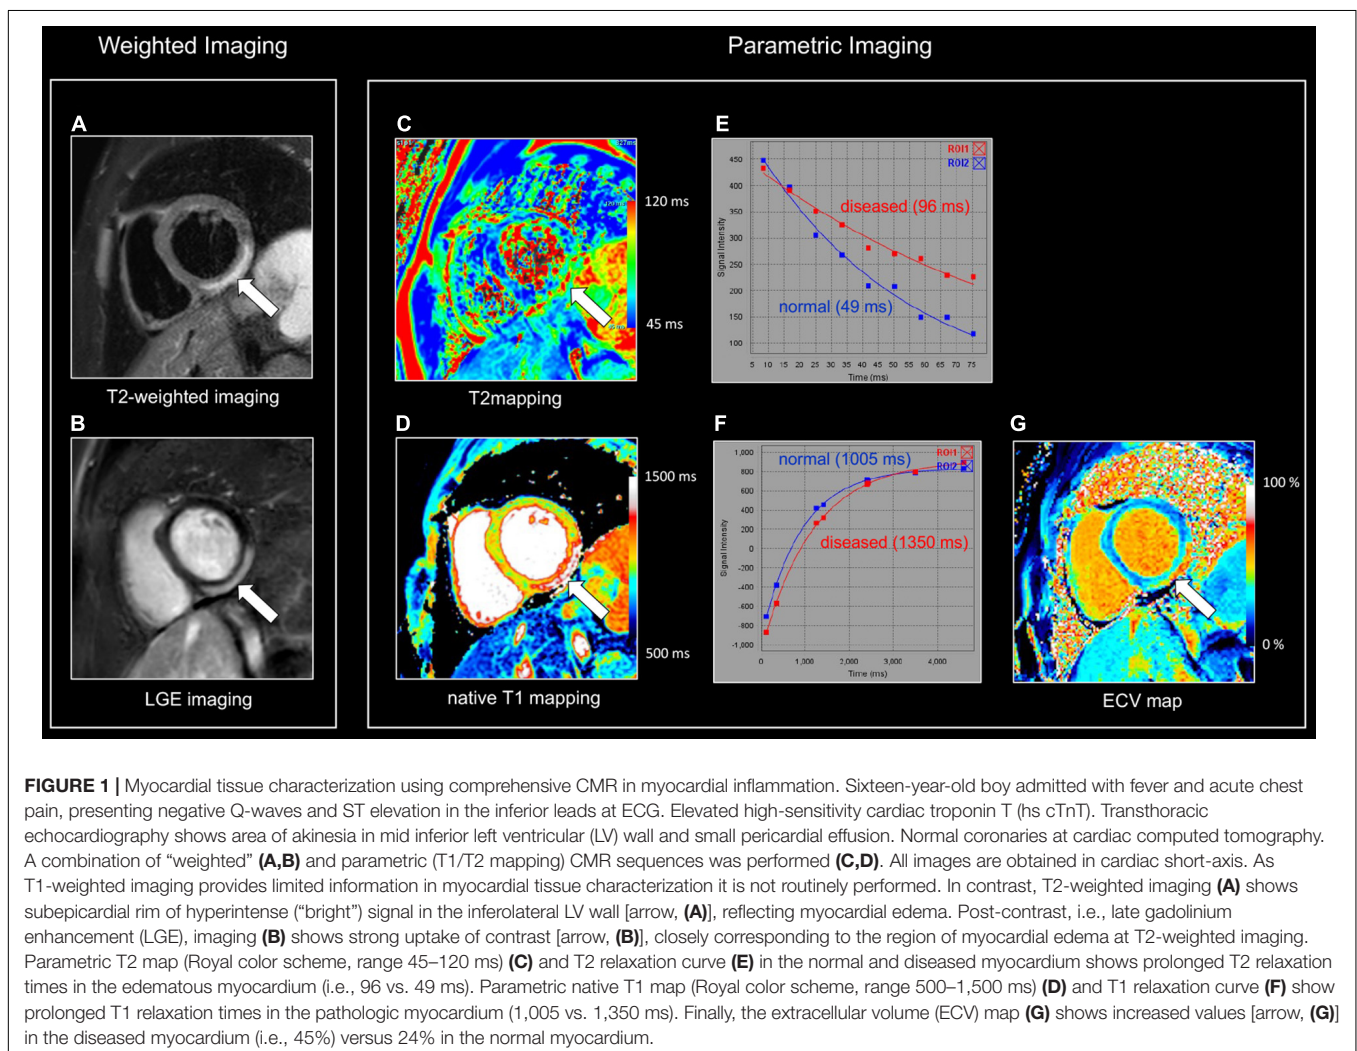 Weighted Imaging
Parametric Imaging
A
C
E
120 ms
45 ms
T2-weighted imaging
T2mapping
ROI1
ROI2
diseased (96 ms)
normal (49 ms)
Signal Intensity
450
400
350
300
250
200
150
100
5 10 15 20 25 30 35 40 45 50 55 60 65 70 75
Time (ms)
B
D
F
G
1500 ms
500 ms
LGE imaging
native T1 mapping
ROI1
ROI2
normal (1005 ms)
diseased (1350 ms)
Signal Intensity
1,000
800
600
400
200
0
-200
-400
-600
-800
-1,000
0 1,000 2,000 3,000 4,000
Time (ms)
100 %
0 %
ECV map
FIGURE 1 | Myocardial tissue characterization using comprehensive CMR in myocardial inflammation. Sixteen-year-old boy admitted with fever and acute chest
pain, presenting negative Q-waves and ST elevation in the inferior leads at ECG. Elevated high-sensitivity cardiac troponin T (hs cTnT). Transthoracic
echocardiography shows area of akinesia in mid inferior left ventricular (LV) wall and small pericardial effusion. Normal coronaries at cardiac computed tomography.
A combination of “weighted” (A,B) and parametric (T1/T2 mapping) CMR sequences was performed (C,D). All images are obtained in cardiac short-axis. As
T1-weighted imaging provides limited information in myocardial tissue characterization it is not routinely performed. In contrast, T2-weighted imaging (A) shows
subepicardial rim of hyperintense (“bright”) signal in the inferolateral LV wall [arrow, (A)], reflecting myocardial edema. Post-contrast, i.e., late gadolinium
enhancement (LGE), imaging (B) shows strong uptake of contrast [arrow, (B)], closely corresponding to the region of myocardial edema at T2-weighted imaging.
Parametric T2 map (Royal color scheme, range 45–120 ms) (C) and T2 relaxation curve (E) in the normal and diseased myocardium shows prolonged T2 relaxation
times in the edematous myocardium (i.e., 96 vs. 49 ms). Parametric native T1 map (Royal color scheme, range 500–1,500 ms) (D) and T1 relaxation curve (F) show
prolonged T1 relaxation times in the pathologic myocardium (1,005 vs. 1,350 ms). Finally, the extracellular volume (ECV) map (G) shows increased values [arrow, (G)]
in the diseased myocardium (i.e., 45%) versus 24% in the normal myocardium.